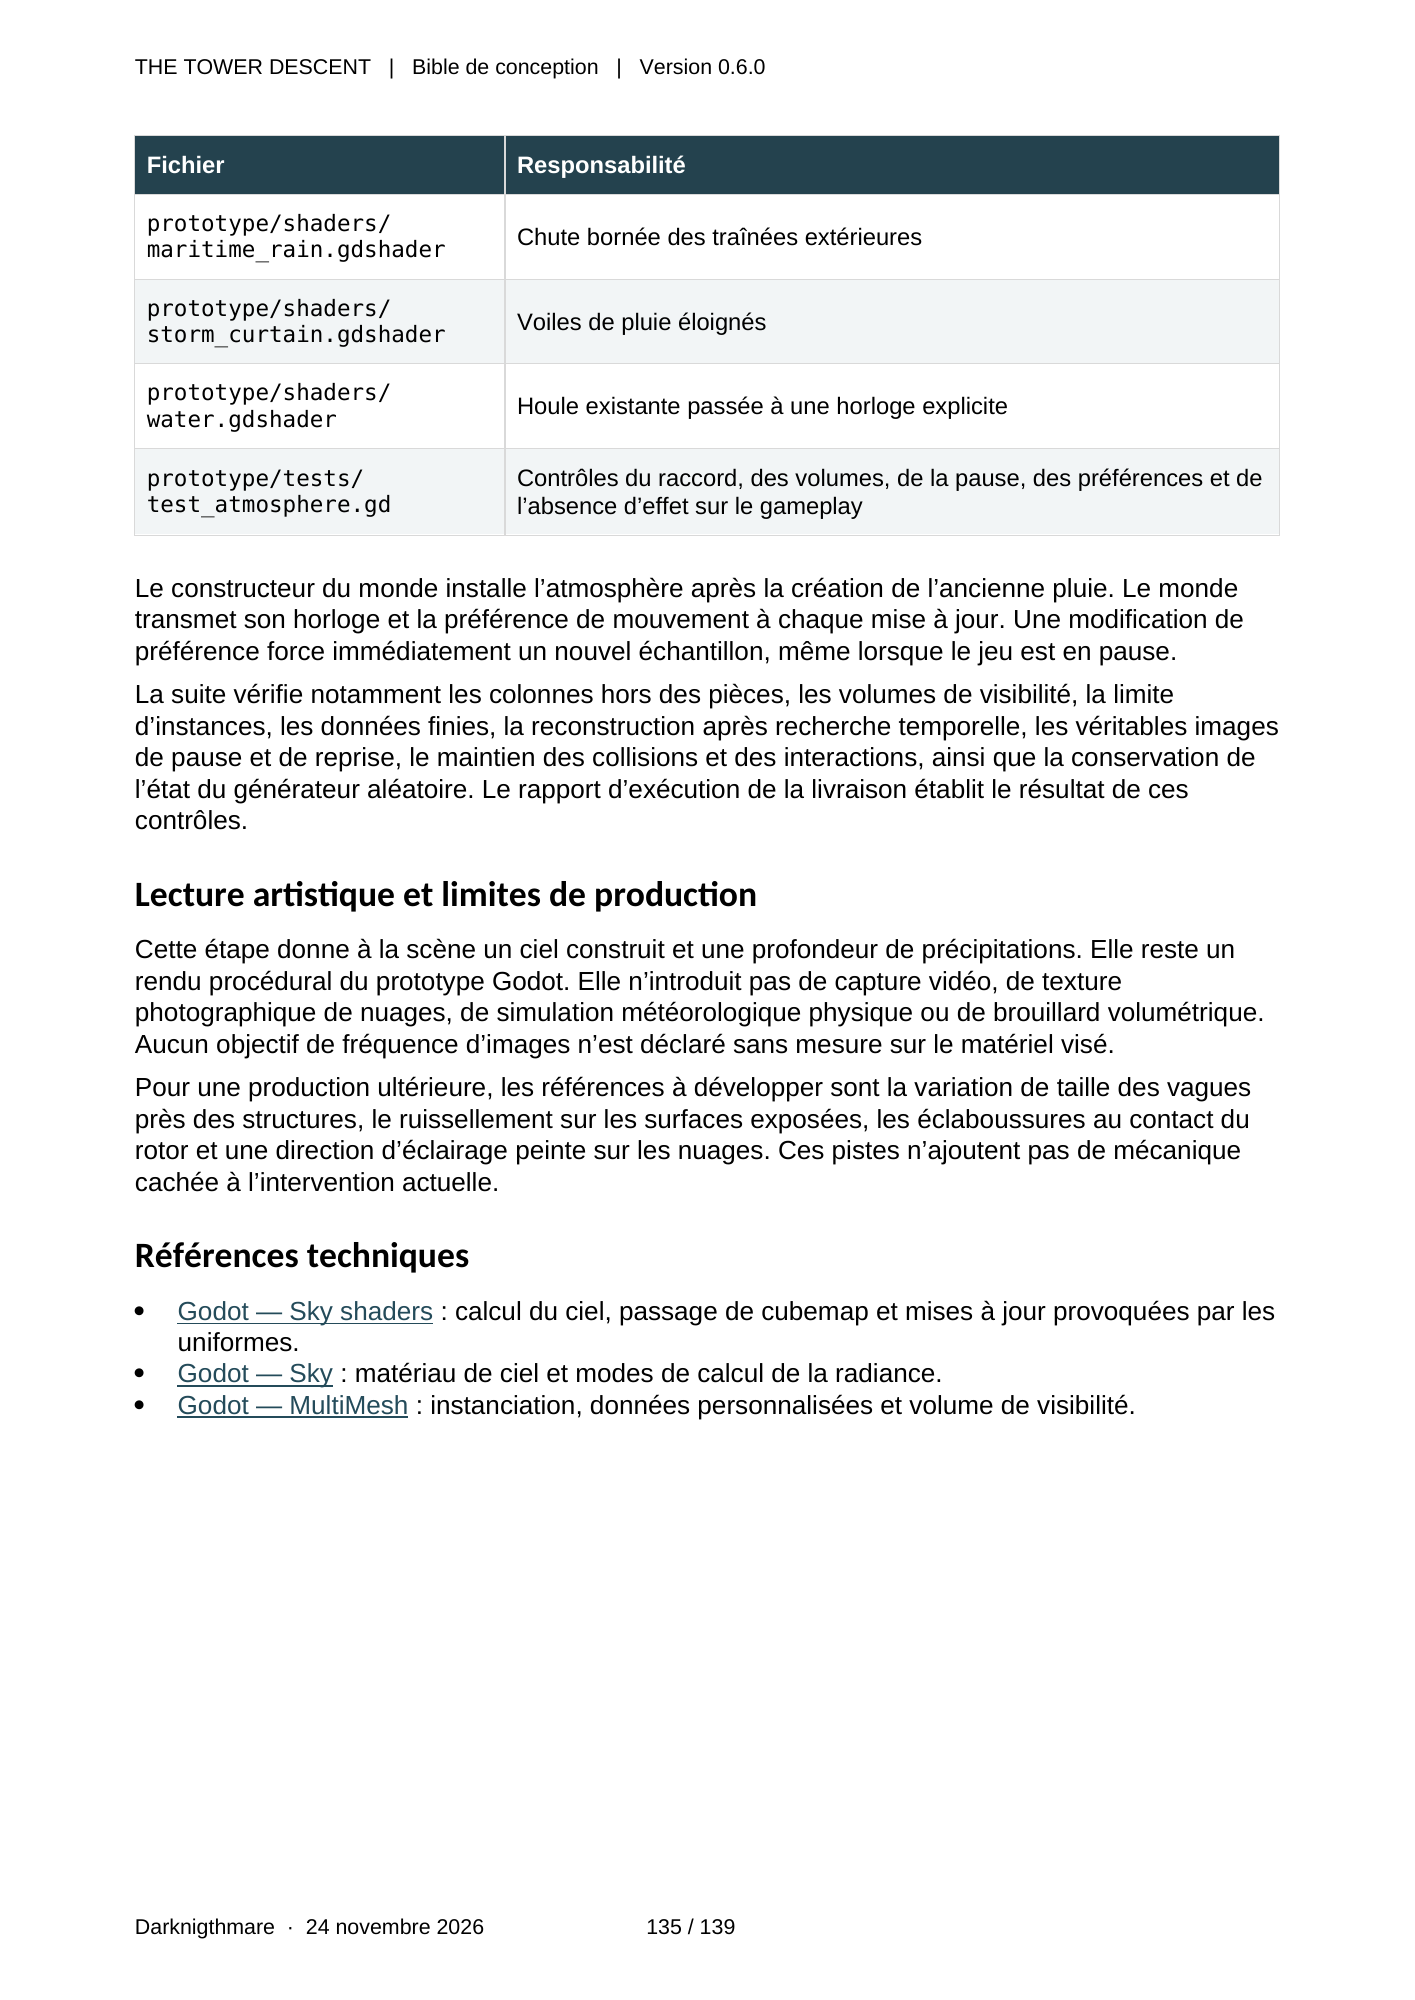 THE TOWER DESCENT | Bible de conception | Version 0.6.0
Fichier Responsabilité
prototype/shaders/
maritime_rain.gdshader
Chute bornée des traînées extérieures
prototype/shaders/
storm_curtain.gdshader
Voiles de pluie éloignés
prototype/shaders/
water.gdshader
Houle existante passée à une horloge explicite
prototype/tests/
test_atmosphere.gd
Contrôles du raccord, des volumes, de la pause, des préférences et de
l’absence d’effet sur le gameplay
Le constructeur du monde installe l’atmosphère après la création de l’ancienne pluie. Le monde
transmet son horloge et la préférence de mouvement à chaque mise à jour. Une modification de
préférence force immédiatement un nouvel échantillon, même lorsque le jeu est en pause.
La suite vérifie notamment les colonnes hors des pièces, les volumes de visibilité, la limite
d’instances, les données finies, la reconstruction après recherche temporelle, les véritables images
de pause et de reprise, le maintien des collisions et des interactions, ainsi que la conservation de
l’état du générateur aléatoire. Le rapport d’exécution de la livraison établit le résultat de ces
contrôles.
Lecture artistique et limites de production
Cette étape donne à la scène un ciel construit et une profondeur de précipitations. Elle reste un
rendu procédural du prototype Godot. Elle n’introduit pas de capture vidéo, de texture
photographique de nuages, de simulation météorologique physique ou de brouillard volumétrique.
Aucun objectif de fréquence d’images n’est déclaré sans mesure sur le matériel visé.
Pour une production ultérieure, les références à développer sont la variation de taille des vagues
près des structures, le ruissellement sur les surfaces exposées, les éclaboussures au contact du
rotor et une direction d’éclairage peinte sur les nuages. Ces pistes n’ajoutent pas de mécanique
cachée à l’intervention actuelle.
Références techniques
• Godot — Sky shaders : calcul du ciel, passage de cubemap et mises à jour provoquées par les
uniformes.
• Godot — Sky : matériau de ciel et modes de calcul de la radiance.
• Godot — MultiMesh : instanciation, données personnalisées et volume de visibilité.
Darknigthmare · 24 novembre 2026 135 / 139